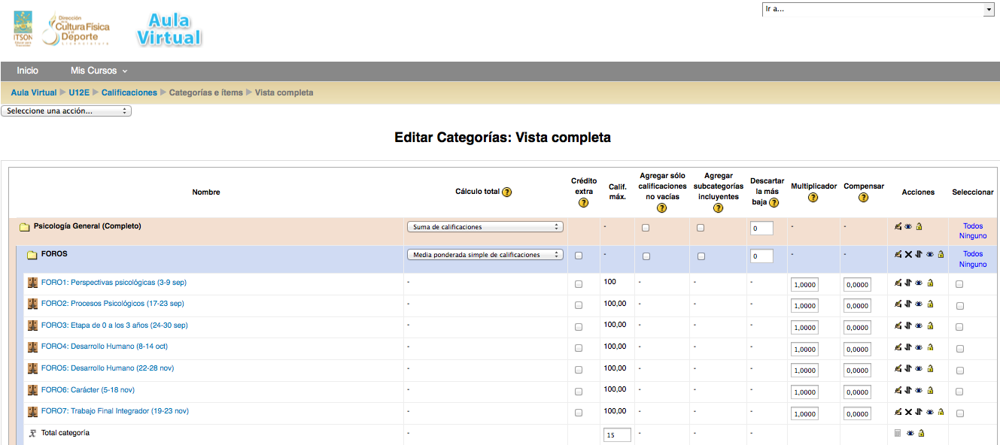 Ir a...
ITSON
Dirección
Cultura Física
y el
Deporte
Licenciatura
Aula
Virtual
Inicio Mis Cursos
Aula Virtual U12E Calificaciones Categorías e ítems Vista completa
Seleccione una acción...
Editar Categorías: Vista completa
Nombre Cálculo total ? Crédito extra ? Calif. máx. Agregar sólo calificaciones no vacías ? Agregar subcategorías incluyentes ? Descartar la más baja ? Multiplicador ? Compensar ? Acciones Seleccionar
Psicología General (Completo) Suma de calificaciones - 0 - - Todos
Ninguno
FOROS Media ponderada simple de calificaciones - 0 - - Todos
Ninguno
FORO1: Perspectivas psicológicas (3-9 sep) - 100 - - - 1,0000 0,0000
FORO2: Procesos Psicológicos (17-23 sep) - 100,00 - - - 1,0000 0,0000
FORO3: Etapa de 0 a los 3 años (24-30 sep) - 100,00 - - - 1,0000 0,0000
FORO4: Desarrollo Humano (8-14 oct) - 100,00 - - - 1,0000 0,0000
FORO5: Desarrollo Humano (22-28 nov) - 100,00 - - - 1,0000 0,0000
FORO6: Carácter (5-18 nov) - 100,00 - - - 1,0000 0,0000
FORO7: Trabajo Final Integrador (19-23 nov) - 100,00 - - - 1,0000 0,0000
Total categoría - 15 - - -